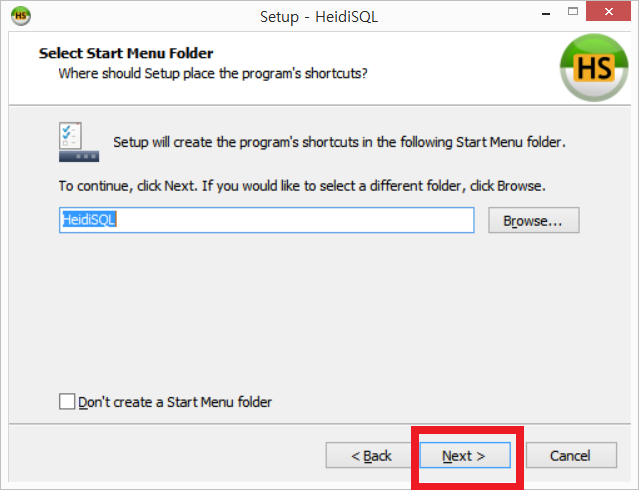 HS
Setup - HeidiSQL
Select Start Menu Folder
Where should Setup place the program's shortcuts?
HS
Setup will create the program's shortcuts in the following Start Menu folder.
To continue, click Next. If you would like to select a different folder, click Browse.
HeidiSQL
Browse...
Don't create a Start Menu folder
< Back
Next >
Cancel